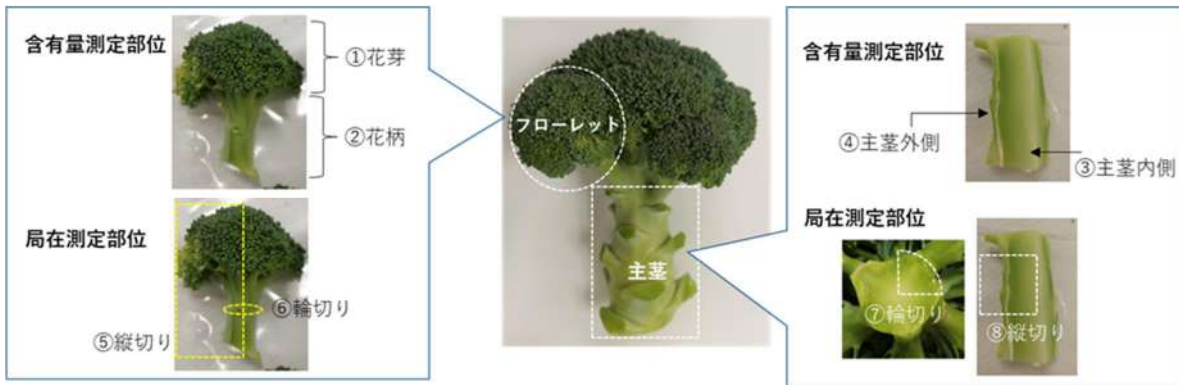 含有量測定部位
①花芽
②花柄
局在測定部位
⑥輪切り
⑤縦切り
フローレット
主茎
含有量測定部位
④主茎外側
③主茎内側
局在測定部位
⑦輪切り
⑧縦切り